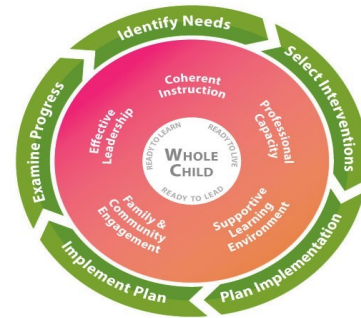 Identify Needs
Select Interventions
Plan Implementation
Implement Plan
Examine Progress
Coherent
Instruction
Professional
Capacity
Supportive
Learning
Environment
Family &
Community
Engagement
Effective
Leadership
READY TO LEARN
READY TO LIVE
READY TO LEAD
WHOLE
CHILD